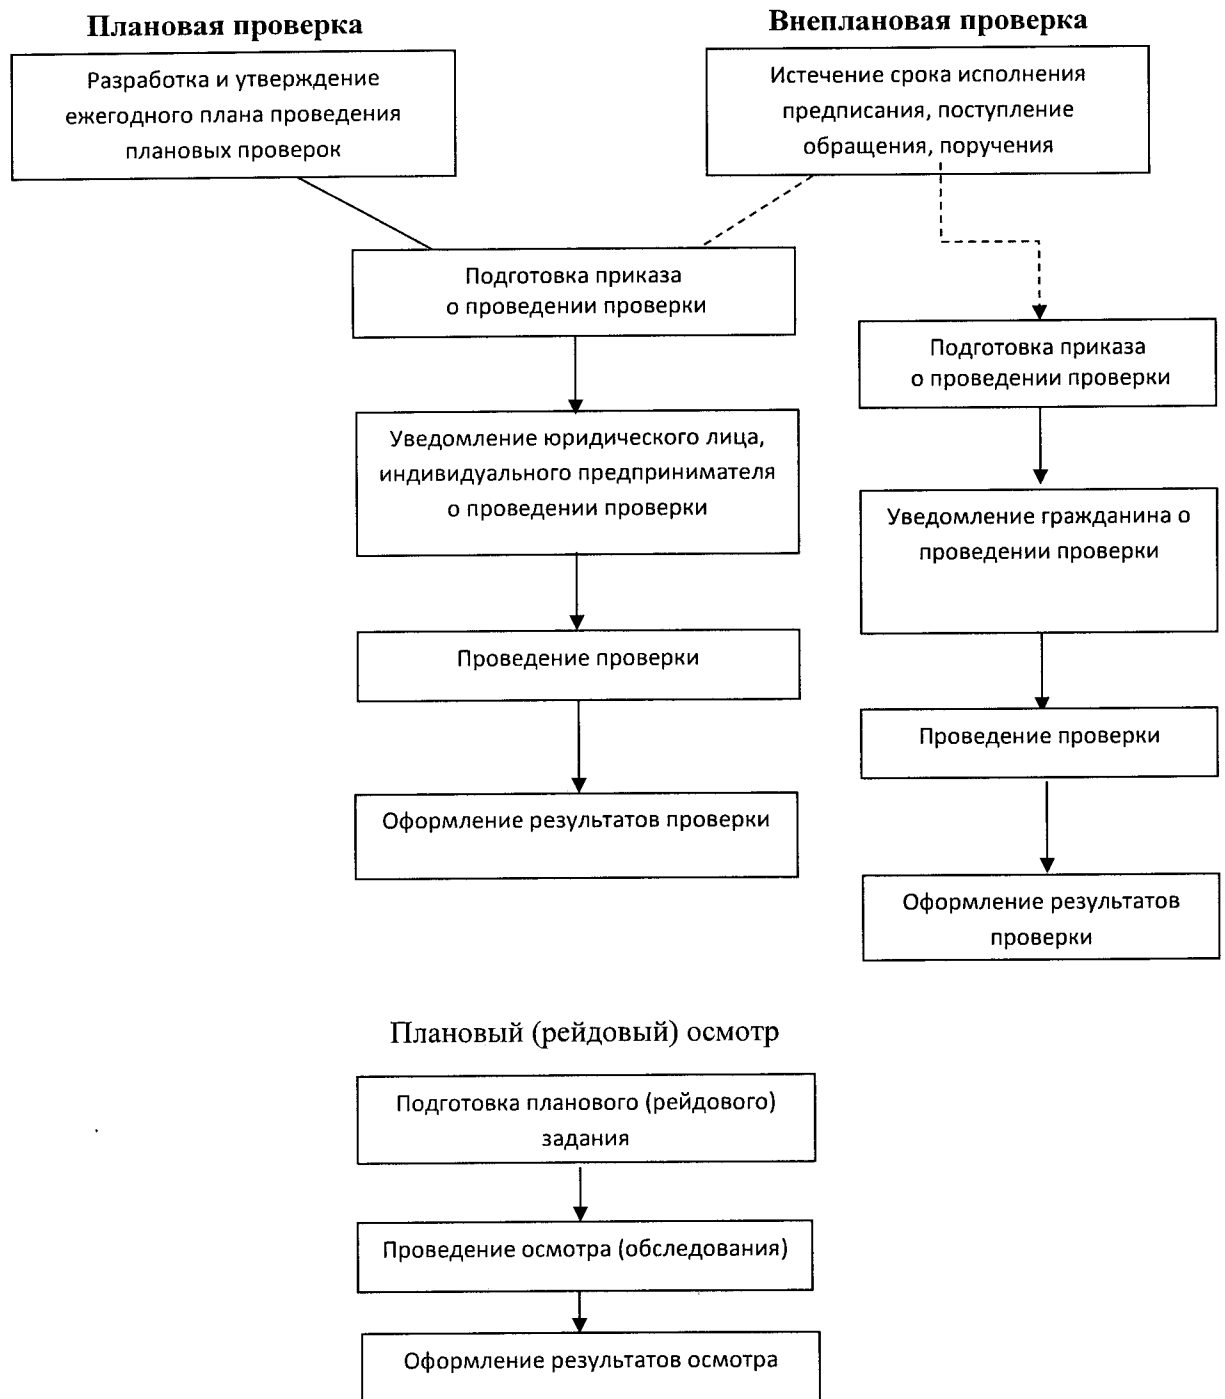 Плановая проверка
Разработка и утверждение
ежегодного плана проведения
плановых проверок
Внеплановая проверка
Истечение срока исполнения
предписания, поступление
обращения, поручения
Подготовка приказа
о проведении проверки
Уведомление юридического лица,
индивидуального предпринимателя
о проведении проверки
Проведение проверки
Оформление результатов проверки
Подготовка приказа
о проведении проверки
Уведомление гражданина о
проведении проверки
Проведение проверки
Оформление результатов
проверки
Плановый (рейдовый) осмотр
Подготовка планового (рейдового)
задания
Проведение осмотра (обследования)
Оформление результатов осмотра